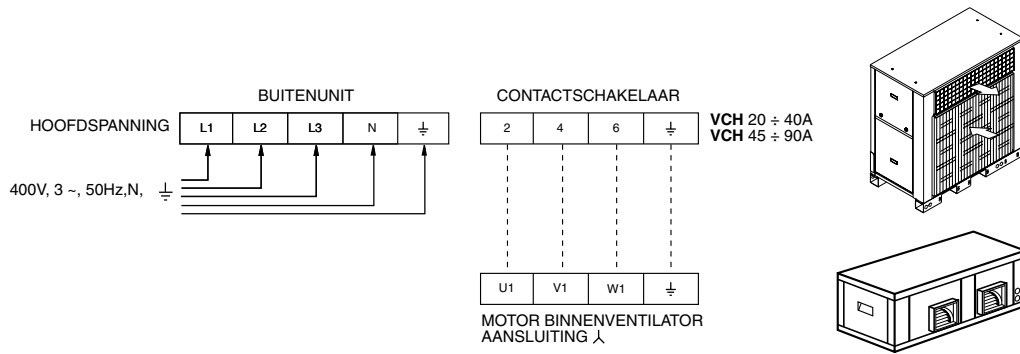 BUITENUNIT
HOOFDSPANNING L1 L2 L3 N ⏚
400V, 3 ~, 50Hz,N, ⏚
CONTACTSCHAKELAAR
2 4 6 ⏚
VCH 20 ÷ 40A
VCH 45 ÷ 90A
U1 V1 W1 ⏚
MOTOR BINNENVENTILATOR
AANSLUITING ⅄